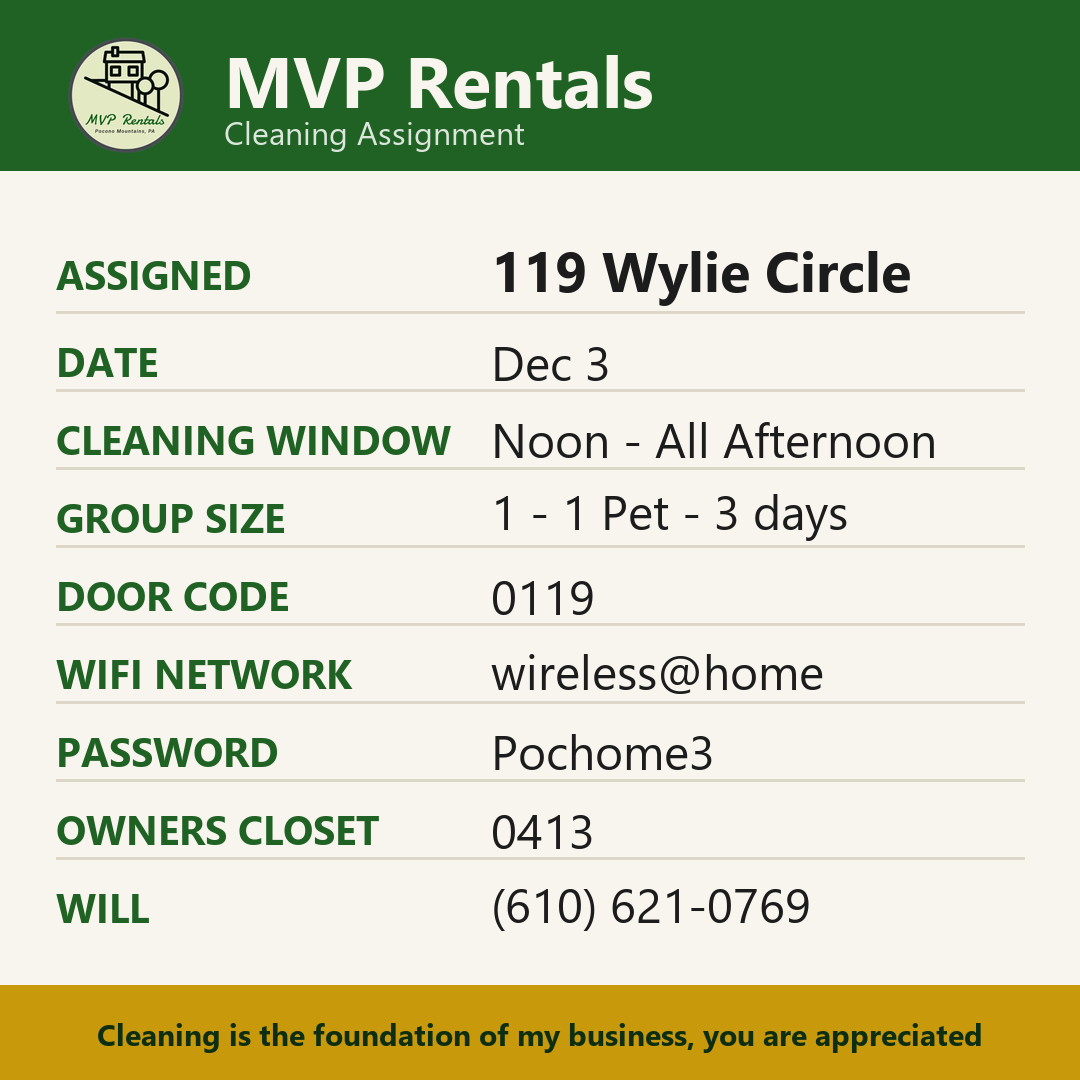 MVP Rentals
Pocono Mountains, PA
MVP Rentals
Cleaning Assignment
ASSIGNED 119 Wylie Circle
DATE Dec 3
CLEANING WINDOW Noon - All Afternoon
GROUP SIZE 1 - 1 Pet - 3 days
DOOR CODE 0119
WIFI NETWORK wireless@home
PASSWORD Pochome3
OWNERS CLOSET 0413
WILL (610) 621-0769
Cleaning is the foundation of my business, you are appreciated